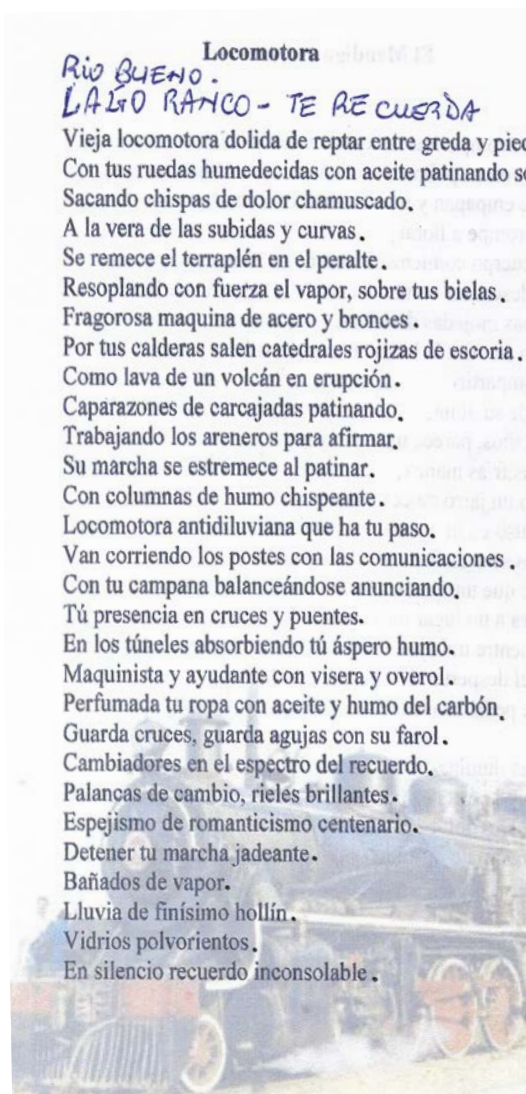 Locomotora
RIO BUENO.
LAGO RANCO - TE RECUERDA
Vieja locomotora dolida de reptar entre greda y
Con tus ruedas humedecidas con aceite patinando
Sacando chispas de dolor chamuscado.
A la vera de las subidas y curvas.
Se remece el terraplén en el peralte.
Resoplando con fuerza el vapor, sobre tus bielas.
Fragorosa maquina de acero y bronces.
Por tus calderas salen catedrales rojizas de escoria.
Como lava de un volcán en erupción.
Caparazones de carcajadas patinando.
Trabajando los areneros para afirmar.
Su marcha se estremece al patinar.
Con columnas de humo chispeante.
Locomotora antidiluviana que ha tu paso.
Van corriendo los postes con las comunicaciones.
Con tu campana balanceándose anunciando.
Tú presencia en cruces y puentes.
En los túneles absorbiendo tú áspero humo.
Maquinista y ayudante con visera y overol.
Perfumada tu ropa con aceite y humo del carbón.
Guarda cruces, guarda agujas con su farol.
Cambiadores en el espectro del recuerdo.
Palancas de cambio, rieles brillantes.
Espejismo de romanticismo centenario.
Detener tu marcha jadeante.
Bañados de vapor.
Lluvia de finísimo hollín.
Vidrios polvorientos.
En silencio recuerdo inconsolable.